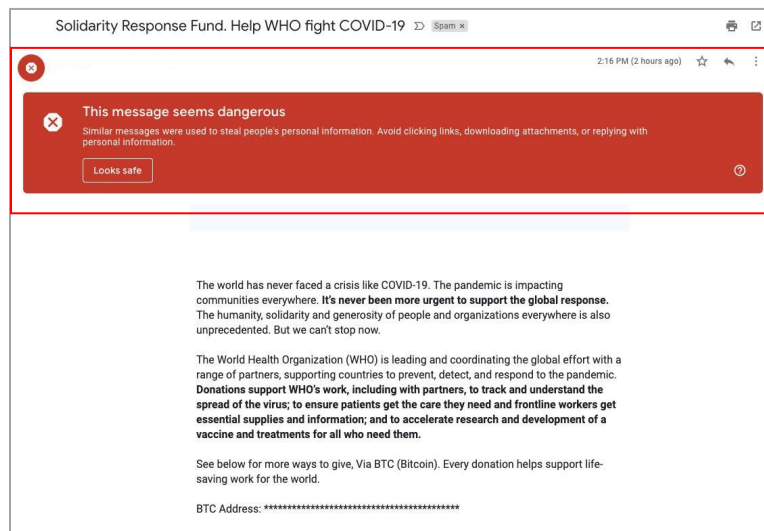 Solidarity Response Fund. Help WHO fight COVID-19 Spam x
2:16 PM (2 hours ago)
This message seems dangerous
Similar messages were used to steal people's personal information. Avoid clicking links, downloading attachments, or replying with
personal information.
Looks safe
The world has never faced a crisis like COVID-19. The pandemic is impacting
communities everywhere. It's never been more urgent to support the global response.
The humanity, solidarity and generosity of people and organizations everywhere is also
unprecedented. But we can't stop now.
The World Health Organization (WHO) is leading and coordinating the global effort with a
range of partners, supporting countries to prevent, detect, and respond to the pandemic.
Donations support WHO's work, including with partners, to track and understand the
spread of the virus; to ensure patients get the care they need and frontline workers get
essential supplies and information; and to accelerate research and development of a
vaccine and treatments for all who need them.
See below for more ways to give, Via BTC (Bitcoin). Every donation helps support life-
saving work for the world.
BTC Address: ******************************************